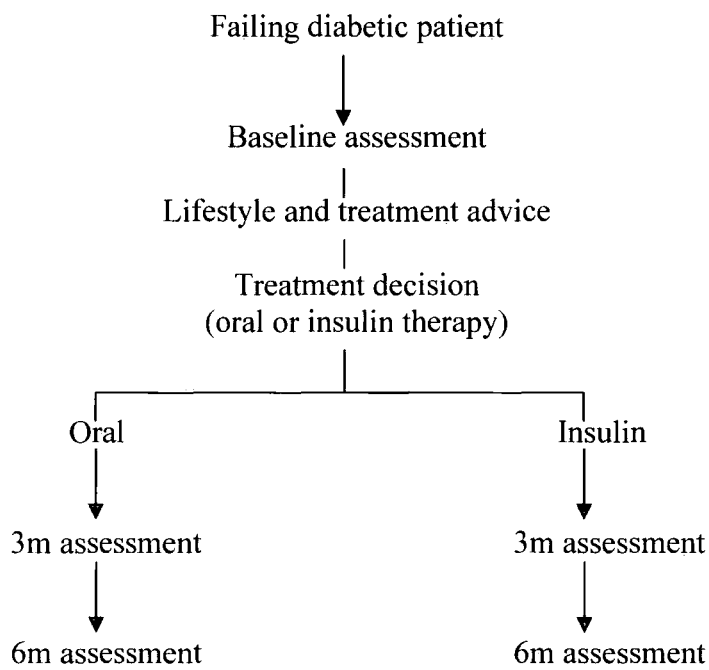 Failing diabetic patient
Baseline assessment
Lifestyle and treatment advice
Treatment decision
(oral or insulin therapy)
Oral
Insulin
3m assessment
3m assessment
6m assessment
6m assessment